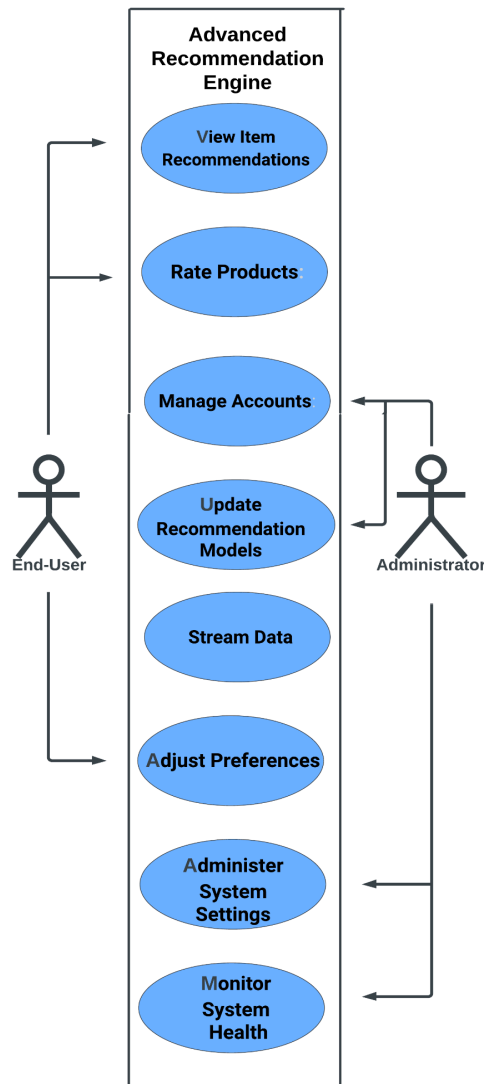 Advanced
Recommendation
Engine
View Item
Recommendations
Rate Products:
Manage Accounts:
Update
Recommendation
Models
End-User
Administrator
Stream Data
Adjust Preferences
Administer
System
Settings
Monitor
System
Health